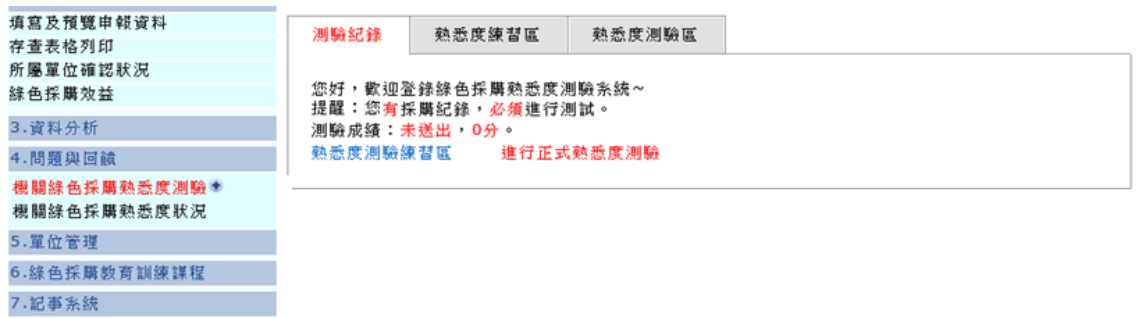 填寫及預覽申報資料
存查表格列印
所屬單位確認狀況
綠色採購效益
3.資料分析
4.問題與回饋
機關綠色採購熟悉度測驗
機關綠色採購熟悉度狀況
5.單位管理
6.綠色採購教育訓練課程
7.記事系統
測驗紀錄 熟悉度練習區 熟悉度測驗區
您好，歡迎登錄綠色採購熟悉度測驗系統~
提醒：您有採購紀錄，必須進行測試。
測驗成績：未送出，0分。
熟悉度測驗練習區 進行正式熟悉度測驗